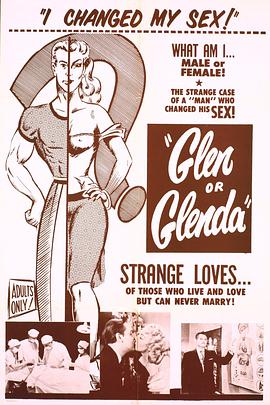 "I CHANGED MY SEX!"
WHAT AM I...
MALE or
FEMALE!
★
THE STRANGE CASE
OF A "MAN" WHO
CHANGED HIS SEX!
"Glen
OR
Glenda"
STRANGE LOVES...
OF THOSE WHO LIVE AND LOVE
BUT CAN NEVER MARRY!
ADULTS
ONLY!